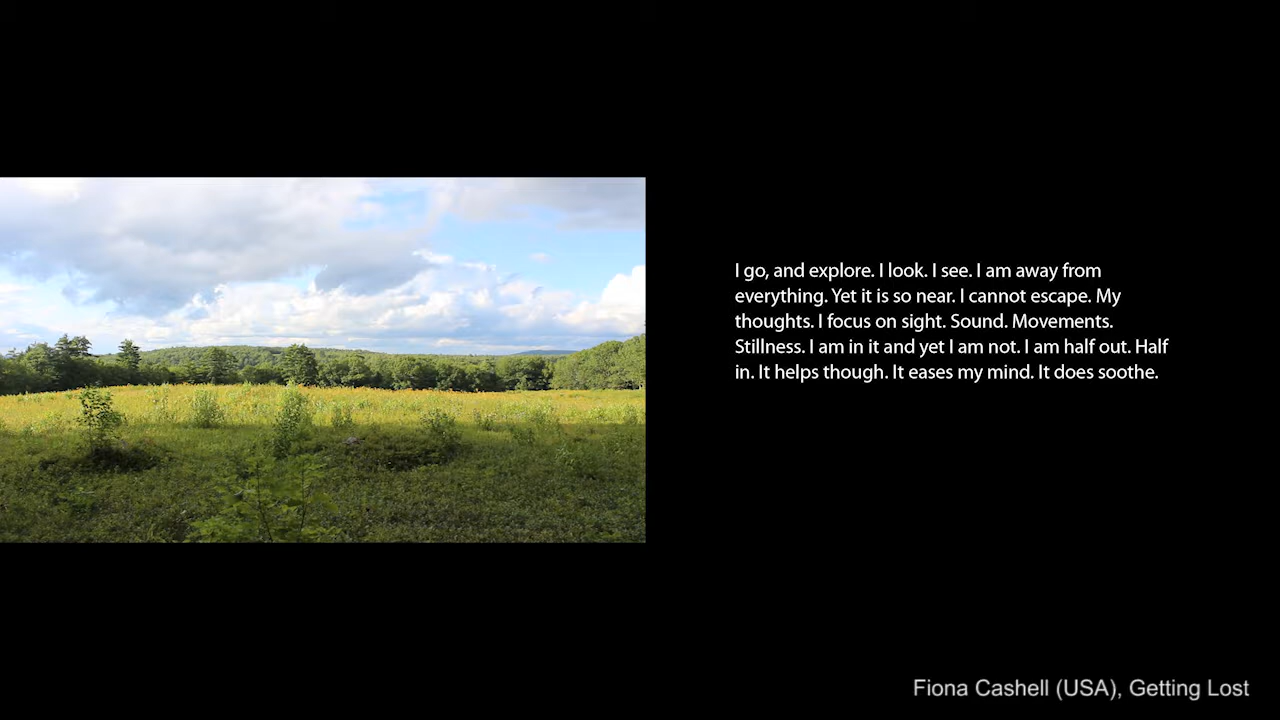 I go, and explore. I look. I see. I am away from
everything. Yet it is so near. I cannot escape. My
thoughts. I focus on sight. Sound. Movements.
Stillness. I am in it and yet I am not. I am half out. Half
in. It helps though. It eases my mind. It does soothe.
Fiona Cashell (USA), Getting Lost